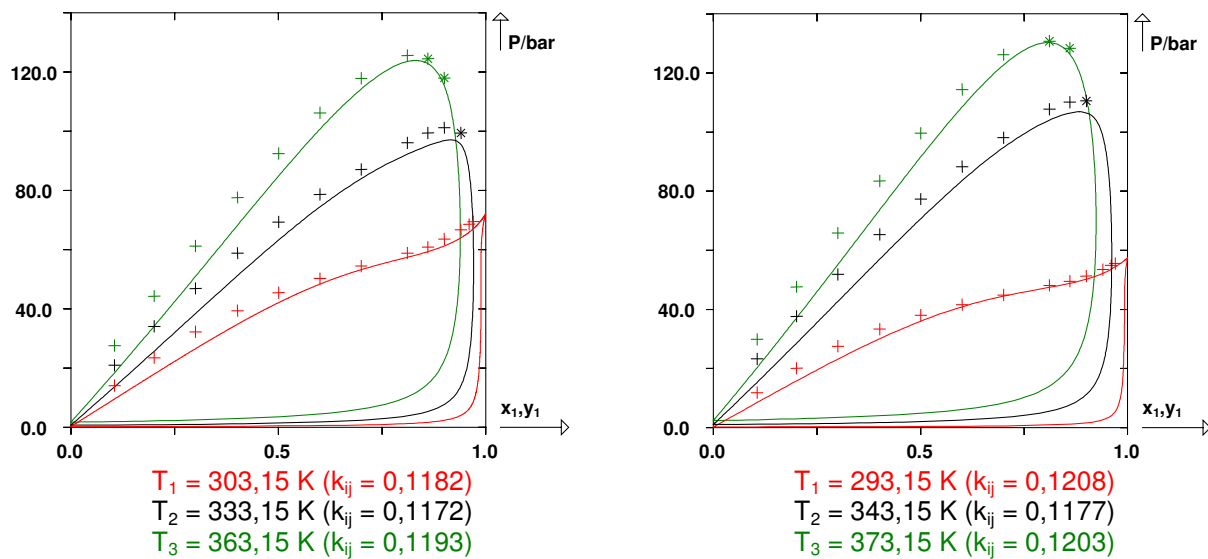 P/bar
120.0
80.0
40.0
0.0
x₁,y₁
0.0
0.5
1.0
T₁ = 303,15 K (kᵢⱼ = 0,1182)
T₂ = 333,15 K (kᵢⱼ = 0,1172)
T₃ = 363,15 K (kᵢⱼ = 0,1193)
P/bar
120.0
80.0
40.0
0.0
x₁,y₁
0.0
0.5
1.0
T₁ = 293,15 K (kᵢⱼ = 0,1208)
T₂ = 343,15 K (kᵢⱼ = 0,1177)
T₃ = 373,15 K (kᵢⱼ = 0,1203)